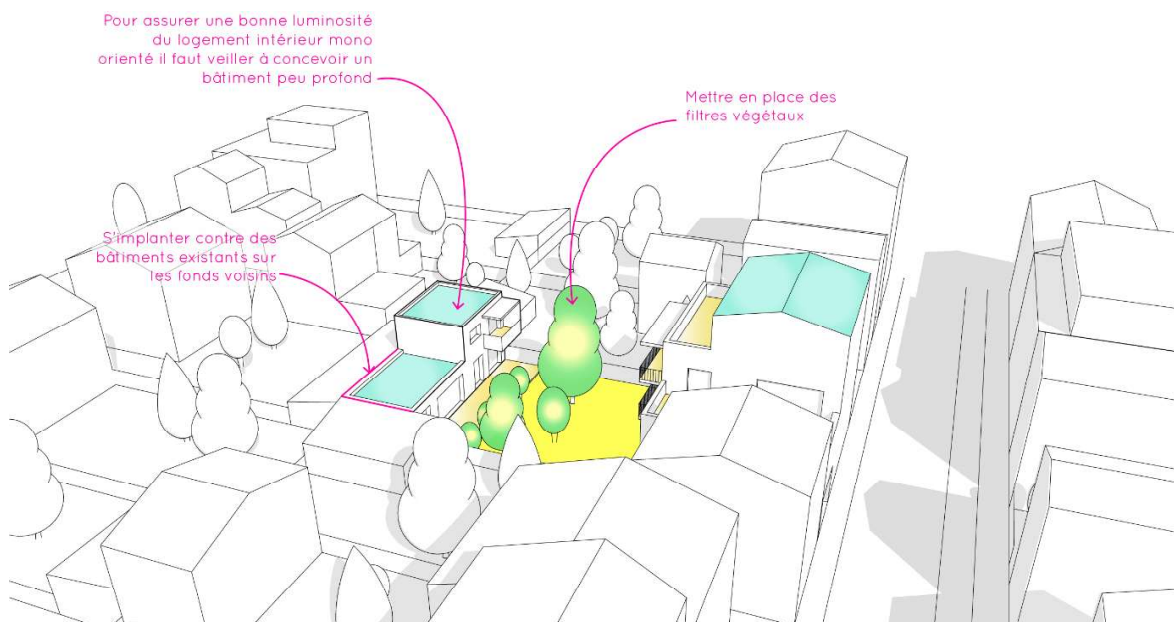 Pour assurer une bonne luminosité
du logement intérieur mono
orienté il faut veiller à concevoir un
bâtiment peu profond
Mettre en place des
filtres végétaux
S'implanter contre des
bâtiments existants sur
les fonds voisins